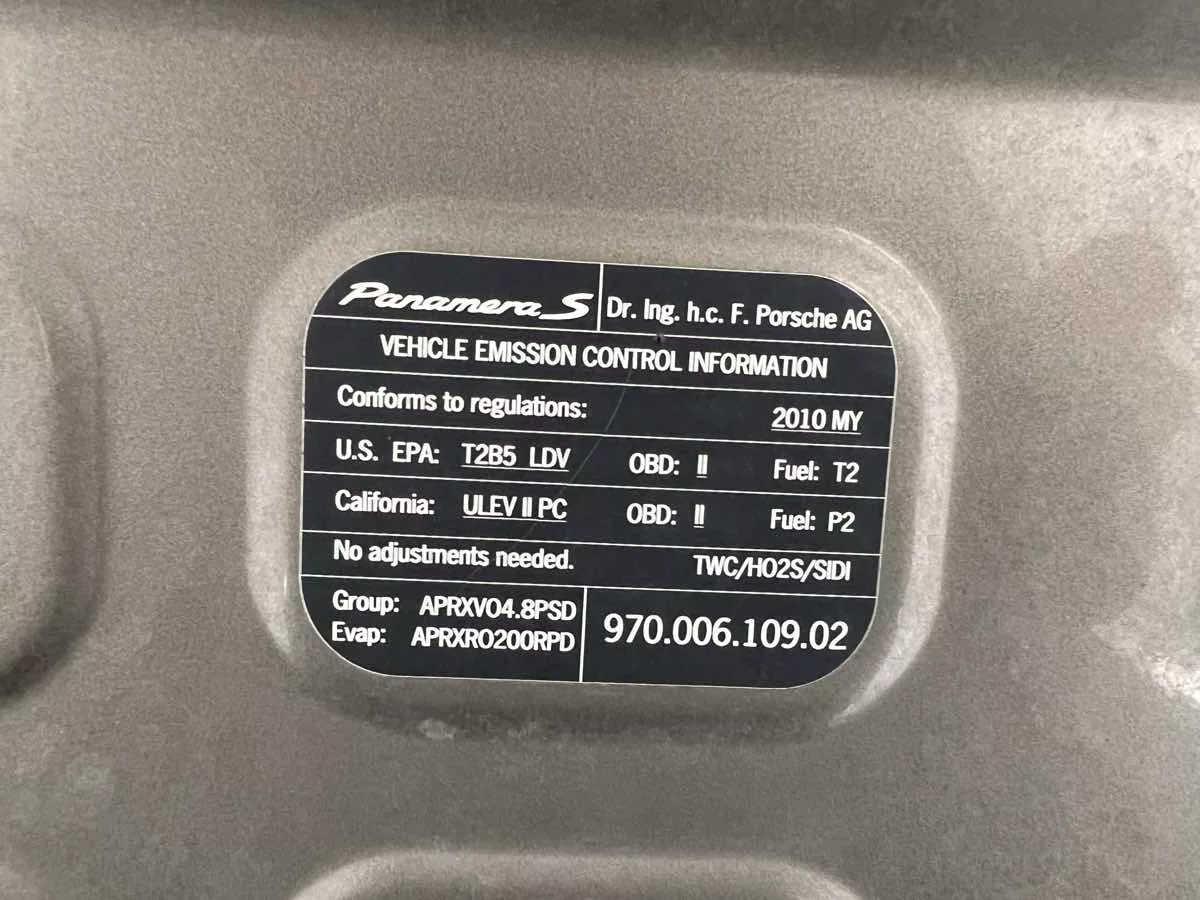 Panamera S Dr. Ing. h.c. F. Porsche AG
VEHICLE EMISSION CONTROL INFORMATION
Conforms to regulations: 2010 MY
U.S. EPA: T2B5 LDV OBD: II Fuel: T2
California: ULEV II PC OBD: II Fuel: P2
No adjustments needed. TWC/HO2S/SIDI
Group: APRXV04.8PSD
Evap: APRXR0200RPD
970.006.109.02